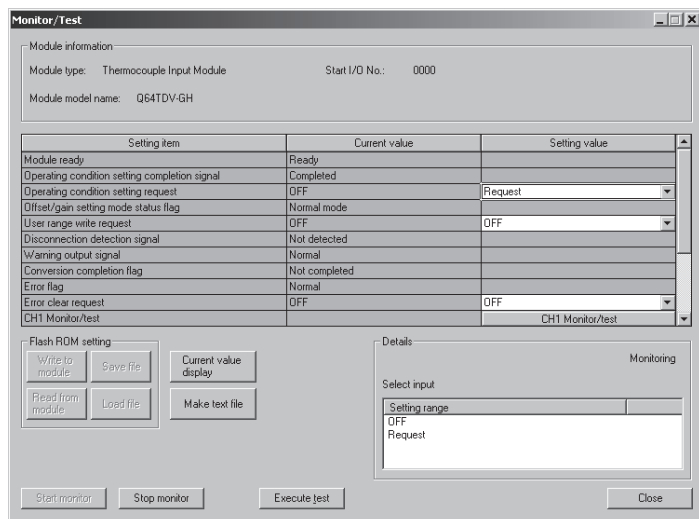 Monitor/Test
Module information
Module type: Thermocouple Input Module Start I/O No.: 0000
Module model name: Q64TDV-GH
Setting item Current value Setting value
Module ready Ready
Operating condition setting completion signal Completed
Operating condition setting request OFF Request
Offset/gain setting mode status flag Normal mode
User range write request OFF OFF
Disconnection detection signal Not detected
Warning output signal Normal
Conversion completion flag Not completed
Error flag Normal
Error clear request OFF OFF
CH1 Monitor/test CH1 Monitor/test
Flash ROM setting
Write to module
Save file
Read from module
Load file
Current value display
Make text file
Details
Monitoring
Select input
Setting range
OFF
Request
Start monitor
Stop monitor
Execute test
Close